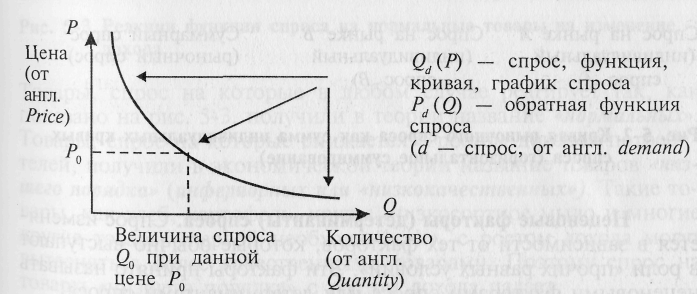 P
Цена
(от
англ.
Price)
P₀
Q_d(P) — спрос, функция,
кривая, график спроса
P_d(Q) — обратная функция
спроса
(d — спрос, от англ. demand)
Q
Величина спроса
Q₀ при данной
цене P₀
Количество
(от англ.
Quantity)